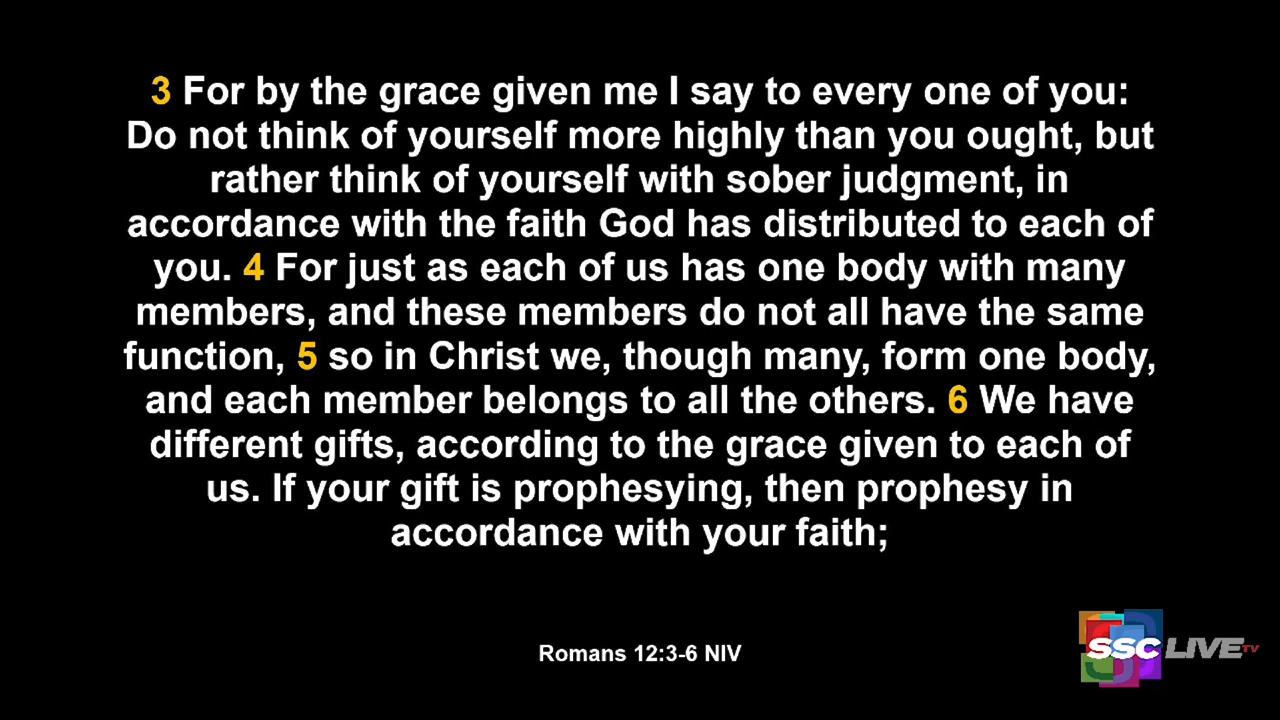 3 For by the grace given me I say to every one of you:
Do not think of yourself more highly than you ought, but
rather think of yourself with sober judgment, in
accordance with the faith God has distributed to each of
you. 4 For just as each of us has one body with many
members, and these members do not all have the same
function, 5 so in Christ we, though many, form one body,
and each member belongs to all the others. 6 We have
different gifts, according to the grace given to each of
us. If your gift is prophesying, then prophesy in
accordance with your faith;
Romans 12:3-6 NIV
SSC LIVE TV